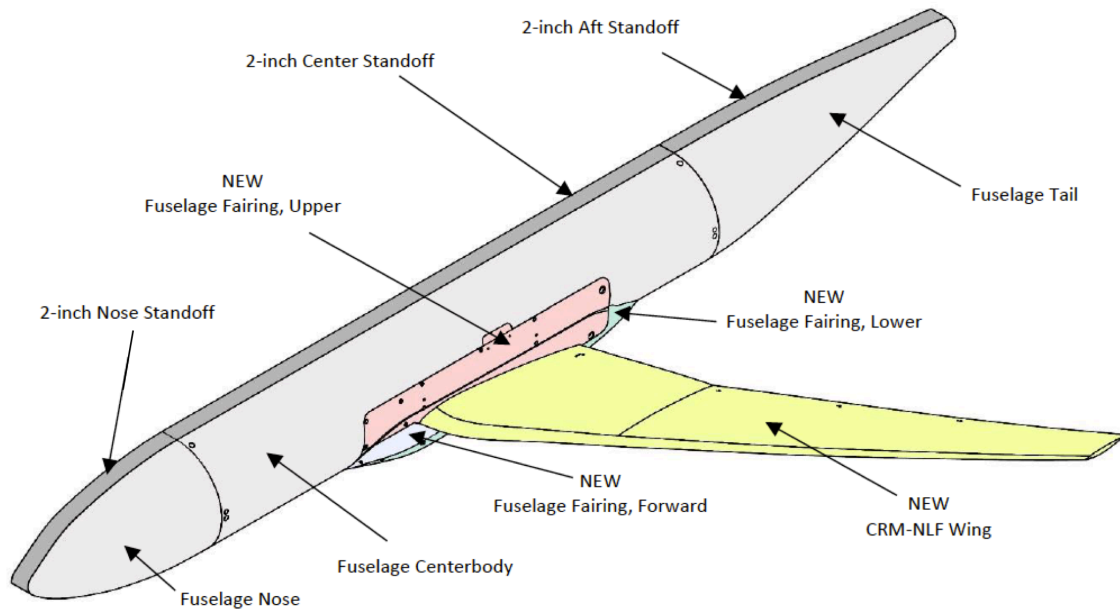 2-inch Aft Standoff
2-inch Center Standoff
NEW
Fuselage Fairing, Upper
Fuselage Tail
2-inch Nose Standoff
NEW
Fuselage Fairing, Lower
NEW
Fuselage Fairing, Forward
NEW
CRM-NLF Wing
Fuselage Centerbody
Fuselage Nose